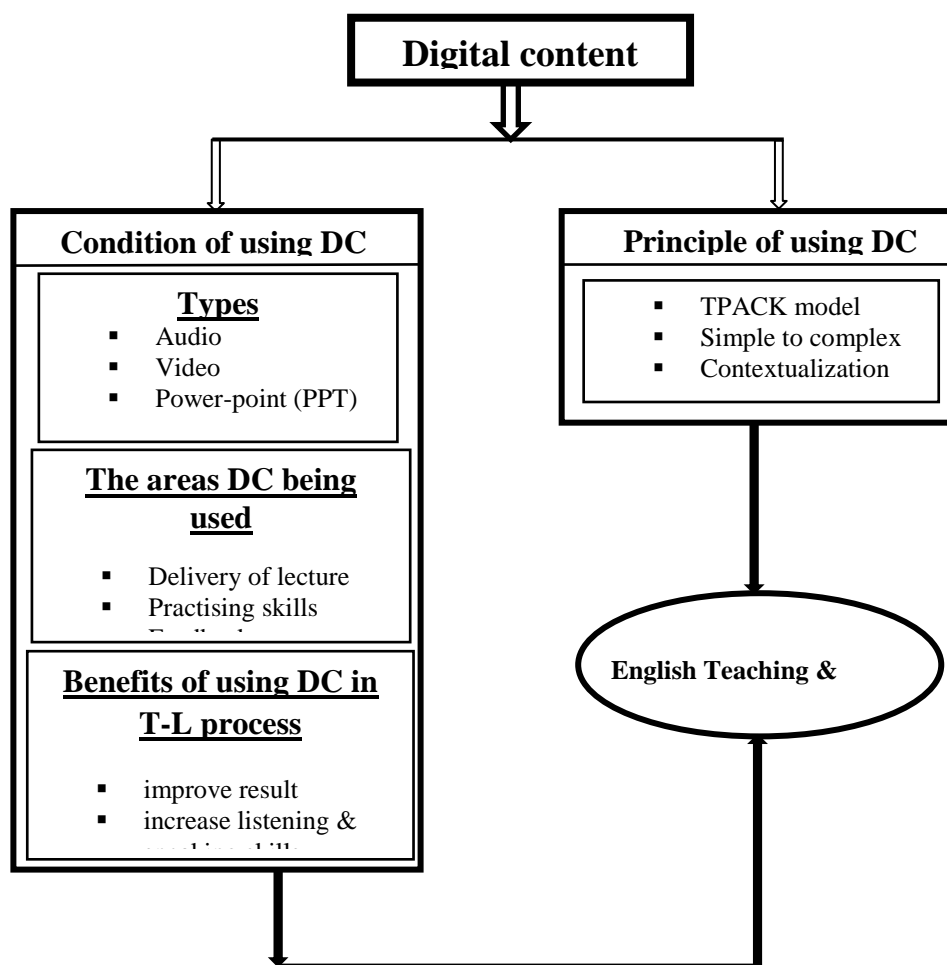 Digital content
Condition of using DC
Types
▪ Audio
▪ Video
▪ Power-point (PPT)
The areas DC being
used
▪ Delivery of lecture
▪ Practising skills
Benefits of using DC in
T-L process
▪ improve result
▪ increase listening &
Principle of using DC
▪ TPACK model
▪ Simple to complex
▪ Contextualization
English Teaching &